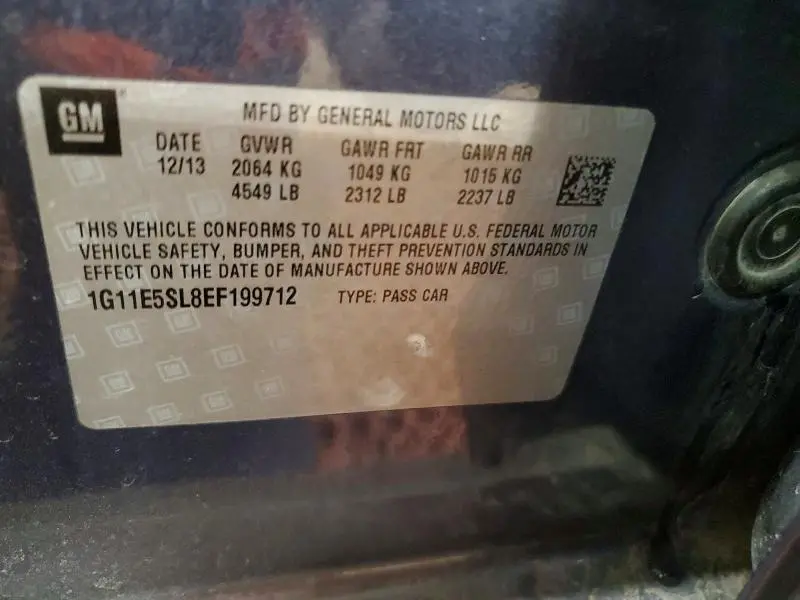 GM
MFD BY GENERAL MOTORS LLC
DATE GVWR GAWR FRT GAWR RR
12/13 2064 KG 1049 KG 1015 KG
4549 LB 2312 LB 2237 LB
THIS VEHICLE CONFORMS TO ALL APPLICABLE U.S. FEDERAL MOTOR
VEHICLE SAFETY, BUMPER, AND THEFT PREVENTION STANDARDS IN
EFFECT ON THE DATE OF MANUFACTURE SHOWN ABOVE.
1G11E5SL8EF199712 TYPE: PASS CAR